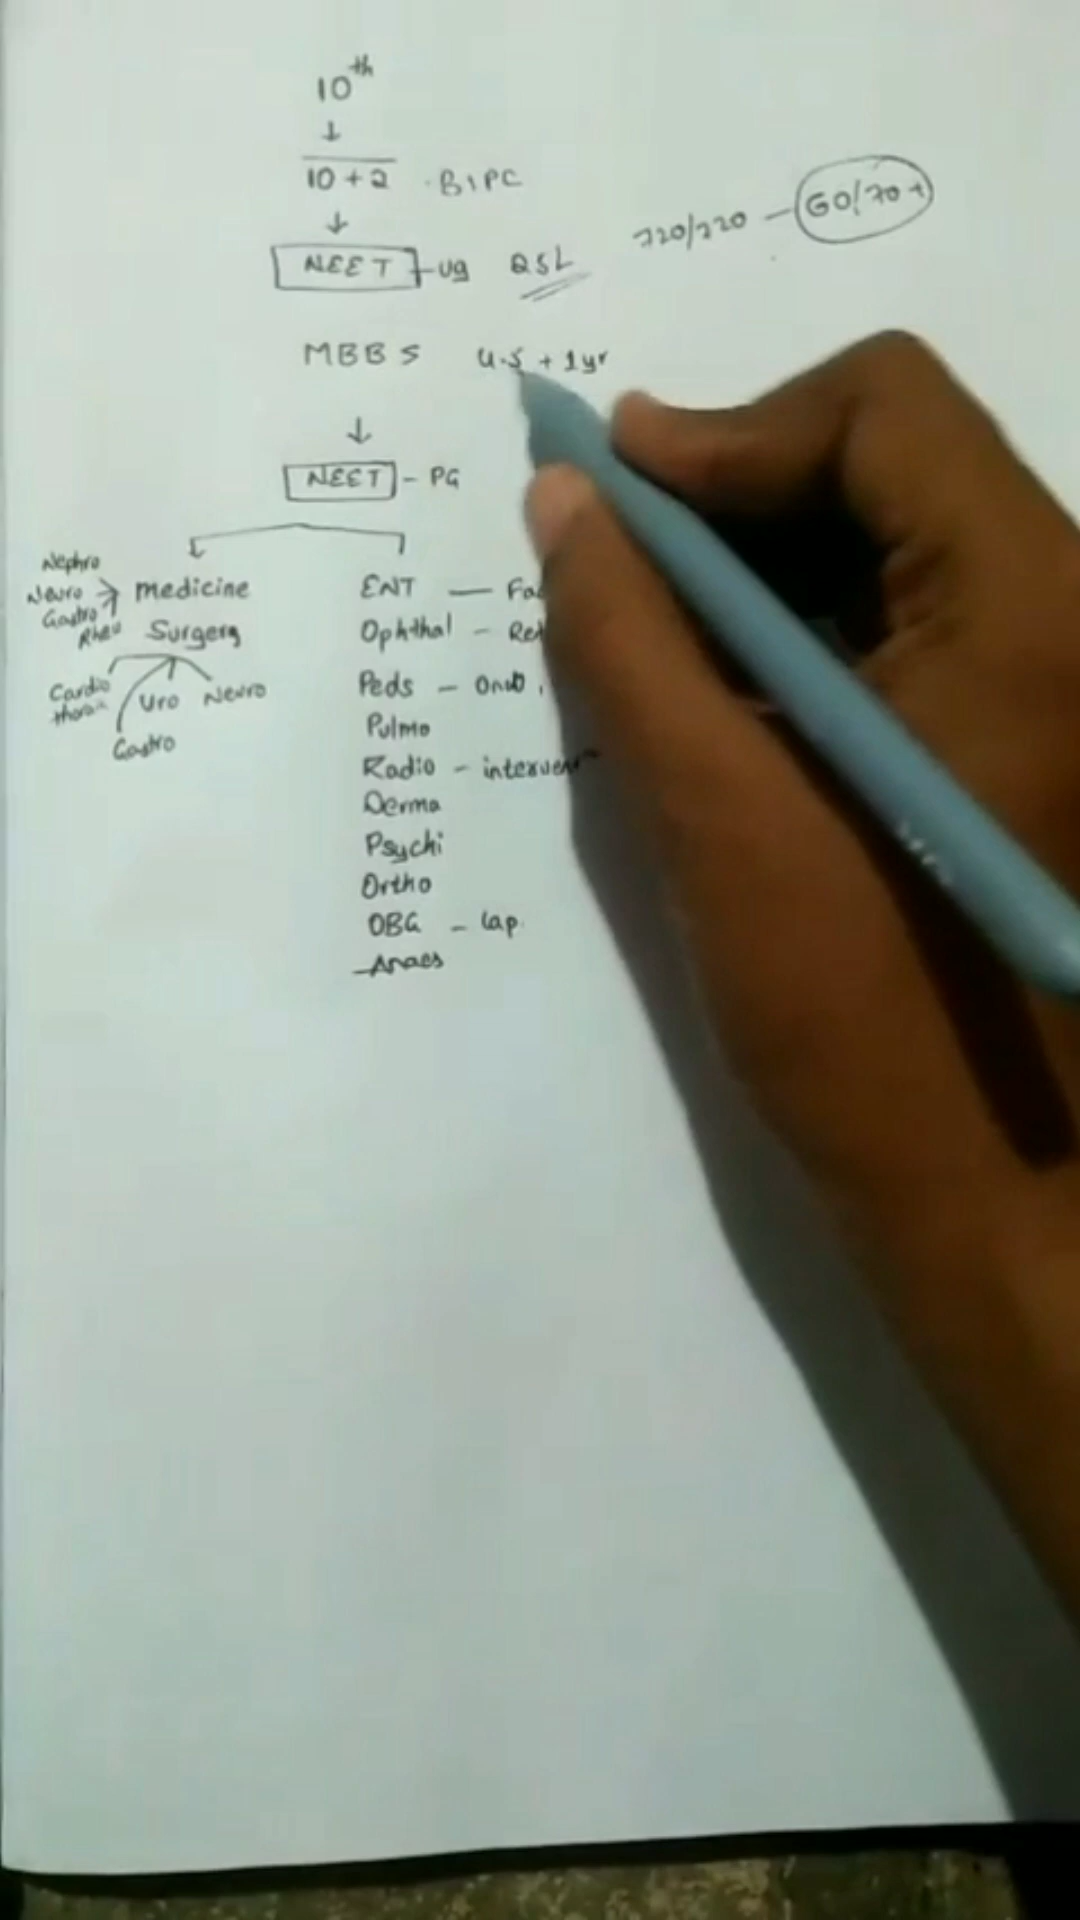 10th
10 + 2 . BIPC
NEET - ug QSL
720/720 - 60/70+
MBBS 4.5 + 1yr
NEET - PG
Nephro
Neuro
Gastro
Rheu
medicine
Surgery
Cardio
Uro
Neuro
Gastro
ENT
Ophthal - Ret
Peds -
Pulmo
Radio -
Derma
Psychi
Ortho
OBG - Lap.
Anaes